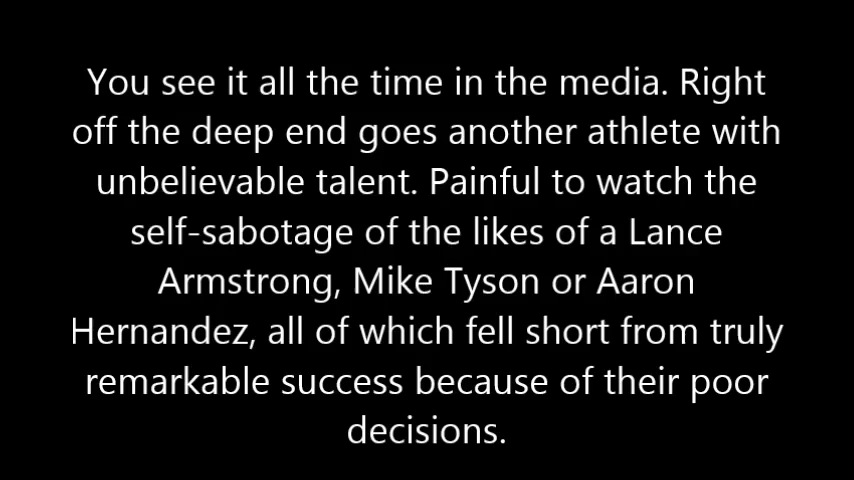 You see it all the time in the media. Right
off the deep end goes another athlete with
unbelievable talent. Painful to watch the
self-sabotage of the likes of a Lance
Armstrong, Mike Tyson or Aaron
Hernandez, all of which fell short from truly
remarkable success because of their poor
decisions.